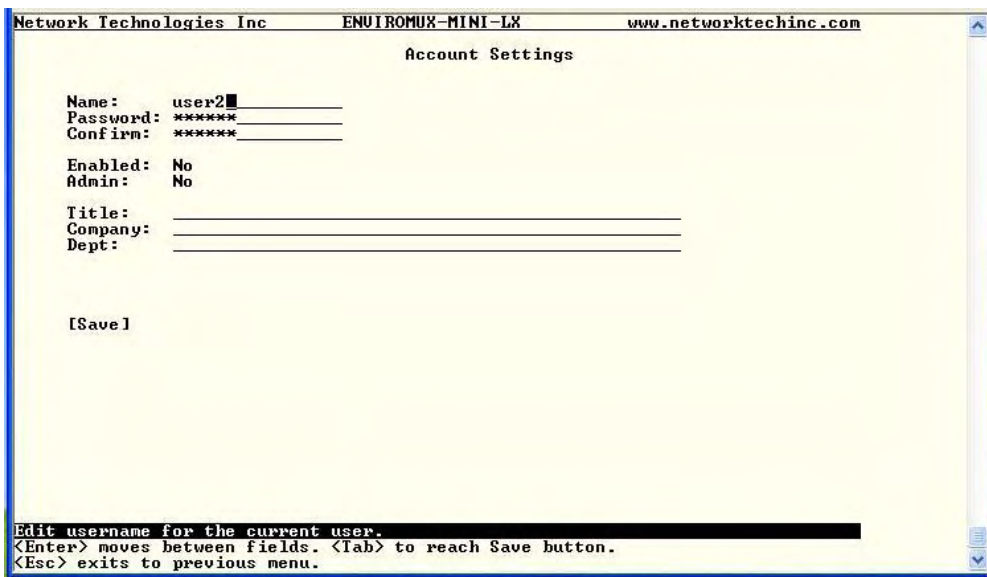 Network Technologies Inc ENVIROMUX-MINI-LX www.networktechinc.com
Account Settings
Name: user2
Password: ******
Confirm: ******
Enabled: No
Admin: No
Title:
Company:
Dept:
[Save]
Edit username for the current user.
<Enter> moves between fields. <Tab> to reach Save button.
<Esc> exits to previous menu.